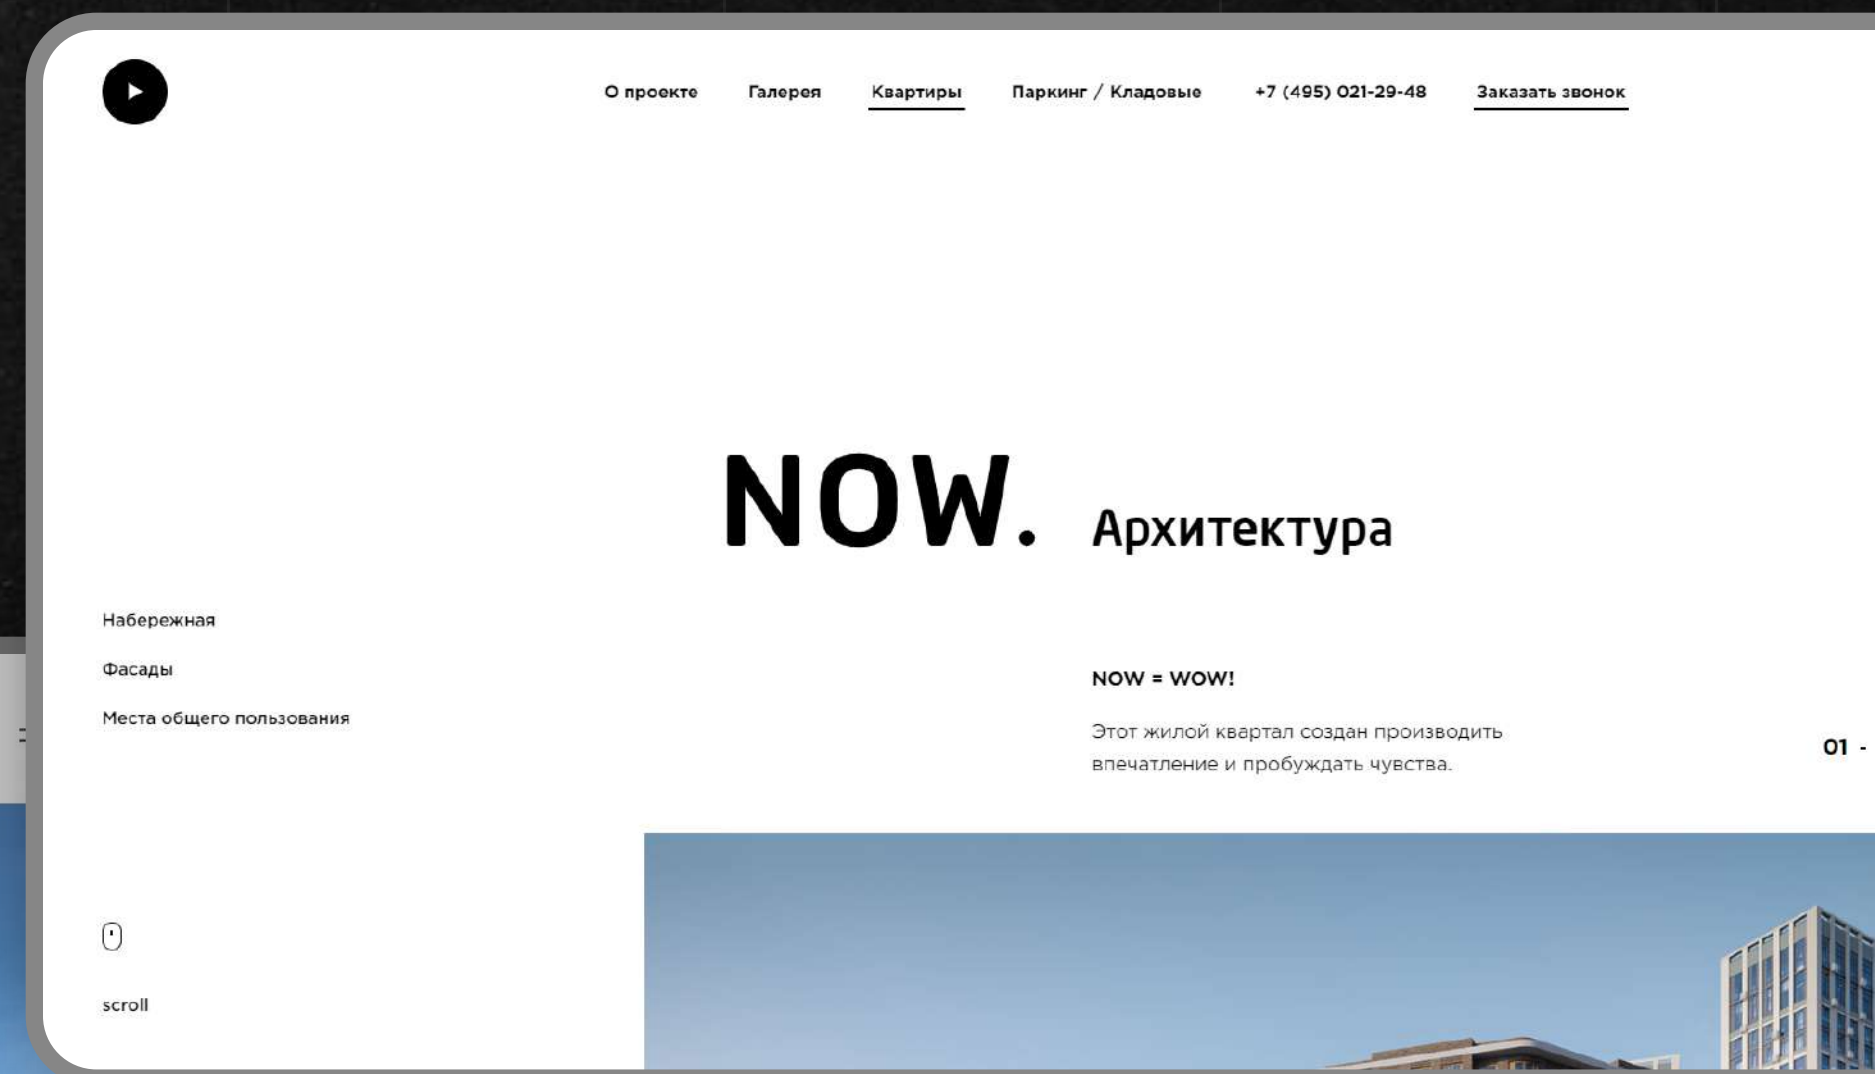 О проекте
Галерея
Квартиры
Паркинг / Кладовые
+7 (495) 021-29-48
Заказать звонок
NOW. Архитектура
Набережная
Фасады
Места общего пользования
NOW = WOW!
Этот жилой квартал создан производить
впечатление и пробуждать чувства.
01 -
scroll